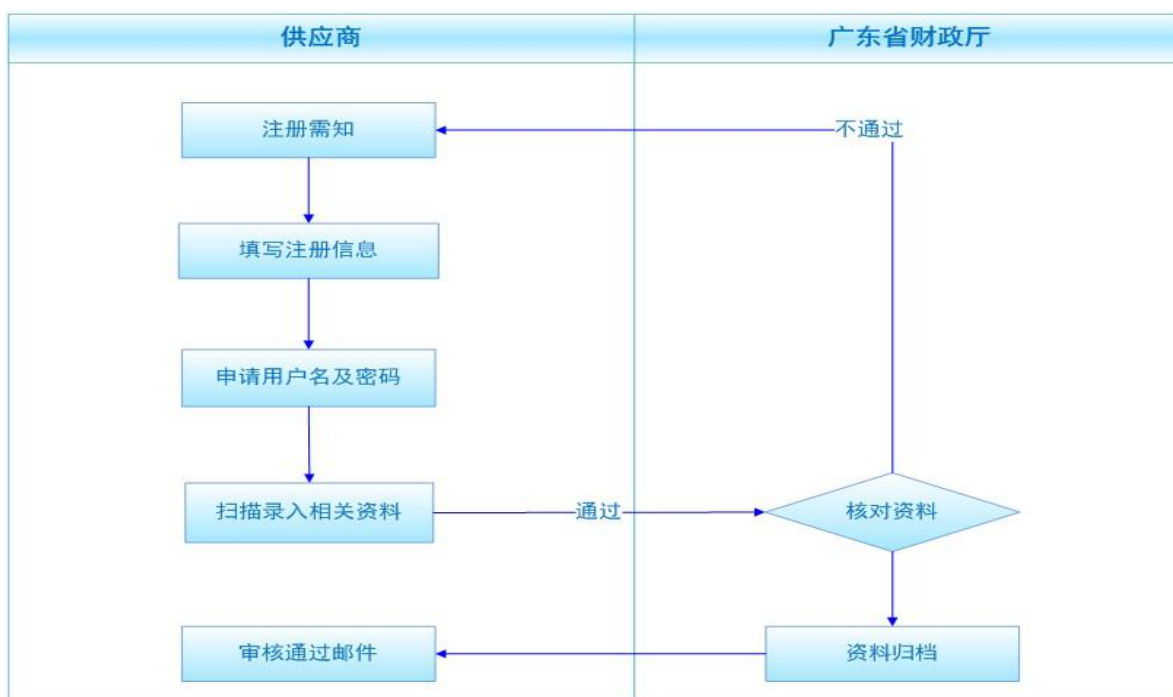 供应商
广东省财政厅
注册需知
不通过
填写注册信息
申请用户名及密码
扫描录入相关资料
通过
核对资料
审核通过邮件
资料归档